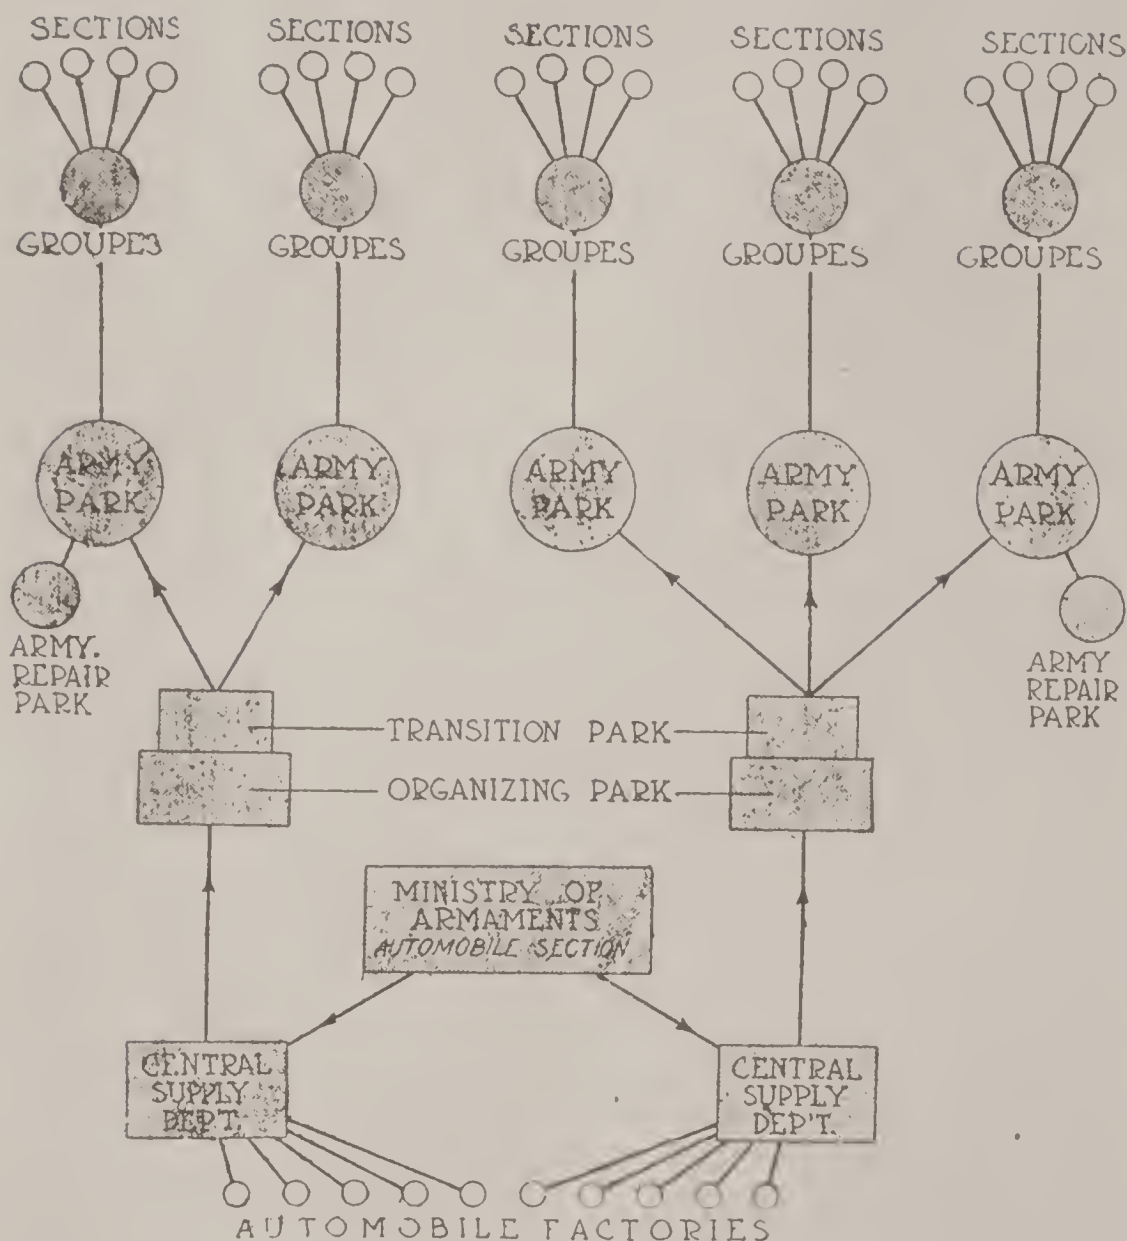 SECTIONS SECTIONS SECTIONS SECTIONS SECTIONS
GROUPES GROUPES GROUPES GROUPES GROUPES
ARMY PARK
ARMY PARK
ARMY PARK
ARMY PARK
ARMY PARK
ARMY.
REPAIR
PARK
ARMY
REPAIR
PARK
TRANSITION PARK
ORGANIZING PARK
MINISTRY OF
ARMAMENTS
AUTOMOBILE SECTION
CENTRAL
SUPPLY
DEP'T.
CENTRAL
SUPPLY
DEP'T.
AUTOMOBILE FACTORIES